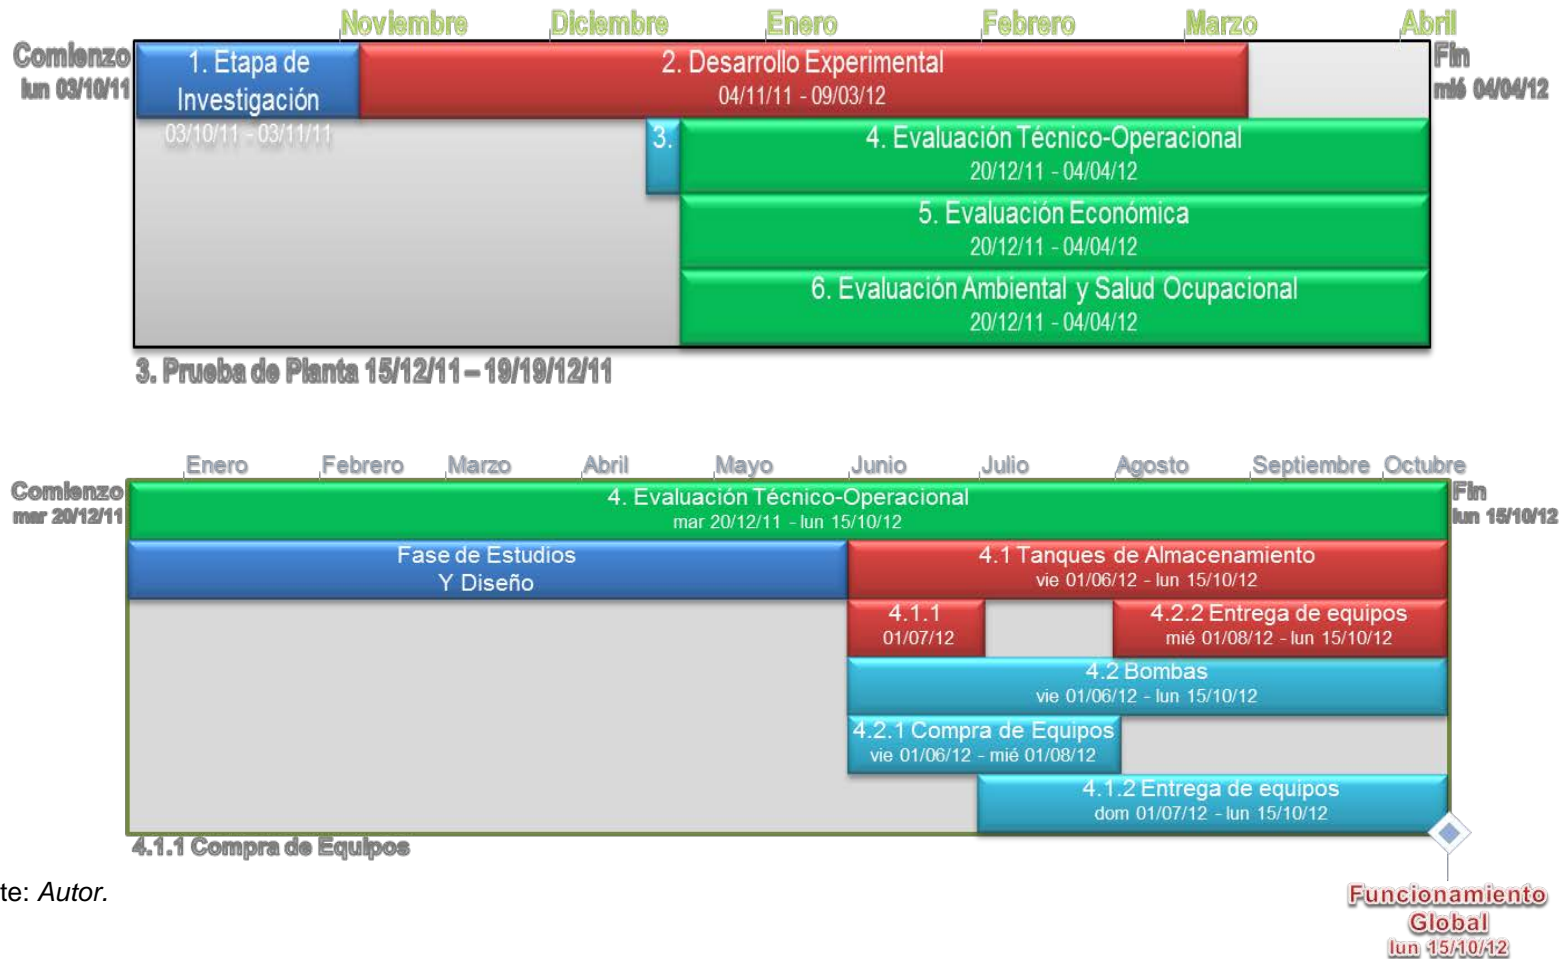 Noviembre Diciembre Enero Febrero Marzo Abril
Comienzo
lun 03/10/11
1. Etapa de
Investigación
03/10/11 - 03/11/11
2. Desarrollo Experimental
04/11/11 - 09/03/12
Fin
mié 04/04/12
3.
4. Evaluación Técnico-Operacional
20/12/11 - 04/04/12
5. Evaluación Económica
20/12/11 - 04/04/12
6. Evaluación Ambiental y Salud Ocupacional
20/12/11 - 04/04/12
3. Prueba de Planta 15/12/11 – 19/19/12/11
Enero Febrero Marzo Abril Mayo Junio Julio Agosto Septiembre Octubre
Comienzo
mar 20/12/11
4. Evaluación Técnico-Operacional
mar 20/12/11 - lun 15/10/12
Fin
lun 15/10/12
Fase de Estudios
Y Diseño
4.1 Tanques de Almacenamiento
vie 01/06/12 - lun 15/10/12
4.1.1
01/07/12
4.2.2 Entrega de equipos
mié 01/08/12 - lun 15/10/12
4.2 Bombas
vie 01/06/12 - lun 15/10/12
4.2.1 Compra de Equipos
vie 01/06/12 - mié 01/08/12
4.1.2 Entrega de equipos
dom 01/07/12 - lun 15/10/12
4.1.1 Compra de Equipos
te: Autor.
Funcionamiento
Global
lun 15/10/12